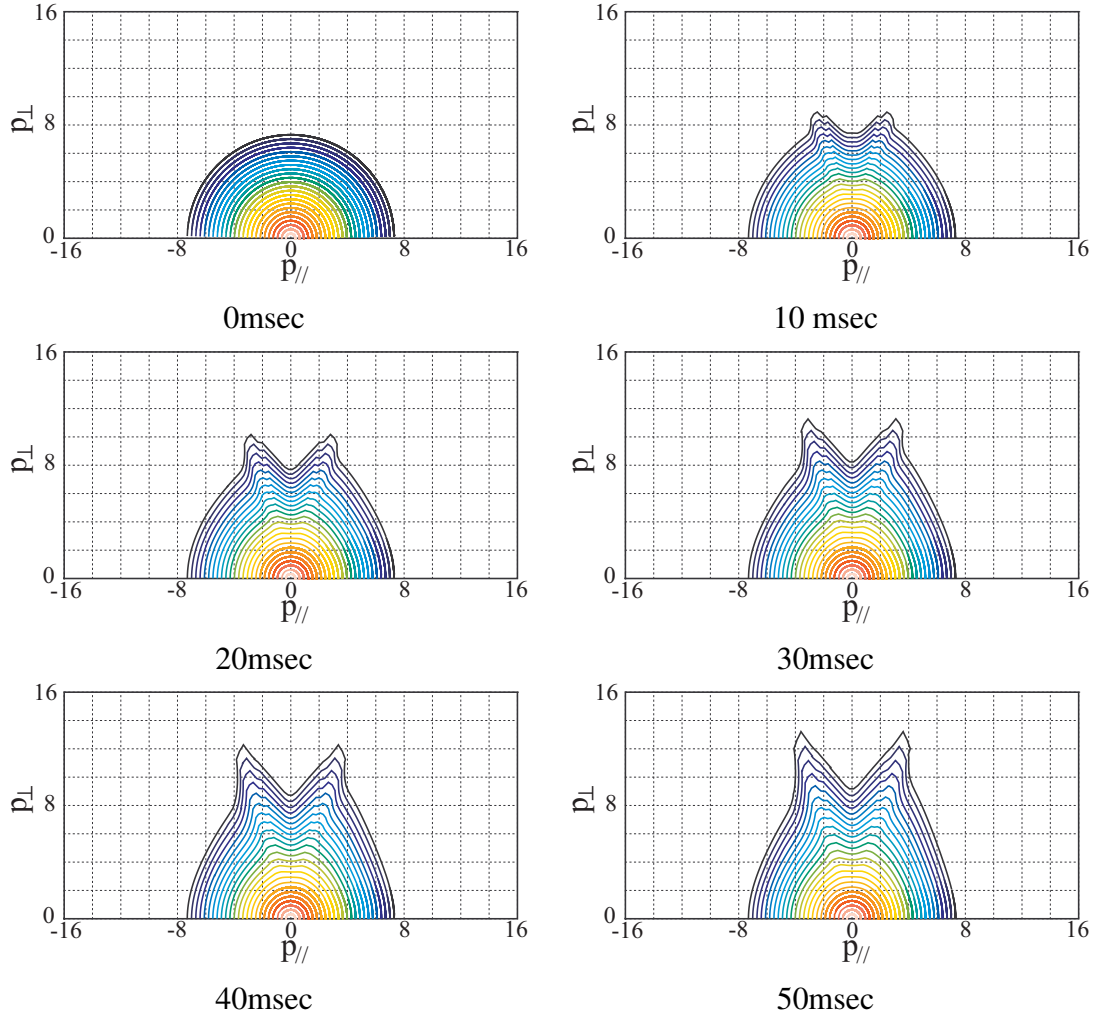 16 16
p⊥ 8 p⊥ 8
0 0
-16 -8 0 8 16 -16 -8 0 8 16
p// p//
0msec 10 msec
16 16
p⊥ 8 p⊥ 8
0 0
-16 -8 0 8 16 -16 -8 0 8 16
p// p//
20msec 30msec
16 16
p⊥ 8 p⊥ 8
0 0
-16 -8 0 8 16 -16 -8 0 8 16
p// p//
40msec 50msec